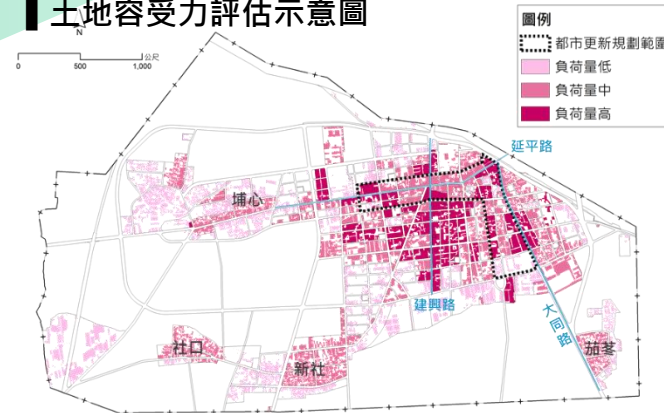 土地容受力評估示意圖
N
0 500 1,000 公尺
圖例
都市更新規劃範圍
負荷量低
負荷量中
負荷量高
延平路
埔心
建興路
大同路
社口
新社
茄苳